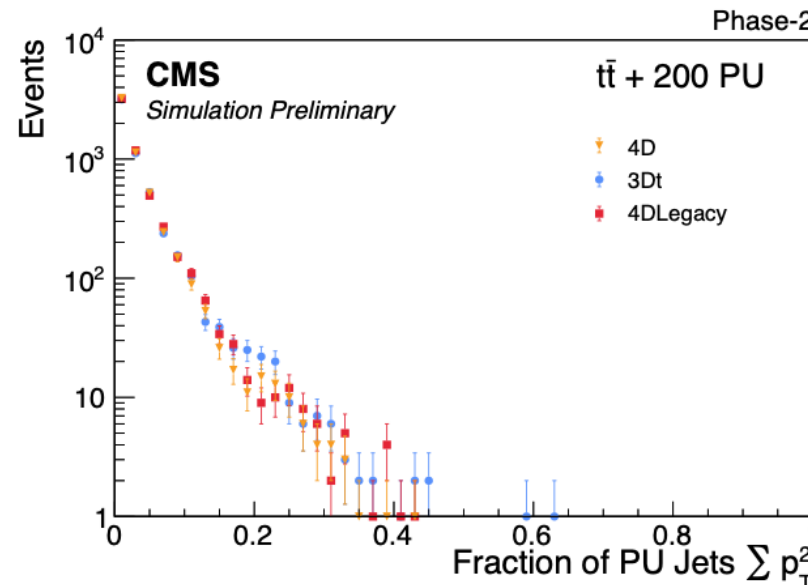 Phase-2
CMS
Simulation Preliminary
tt̄ + 200 PU
4D
3Dt
4DLegacy
Events
10⁴
10³
10²
10
1
0 0.2 0.4 0.6 0.8
Fraction of PU Jets ∑ p_T²